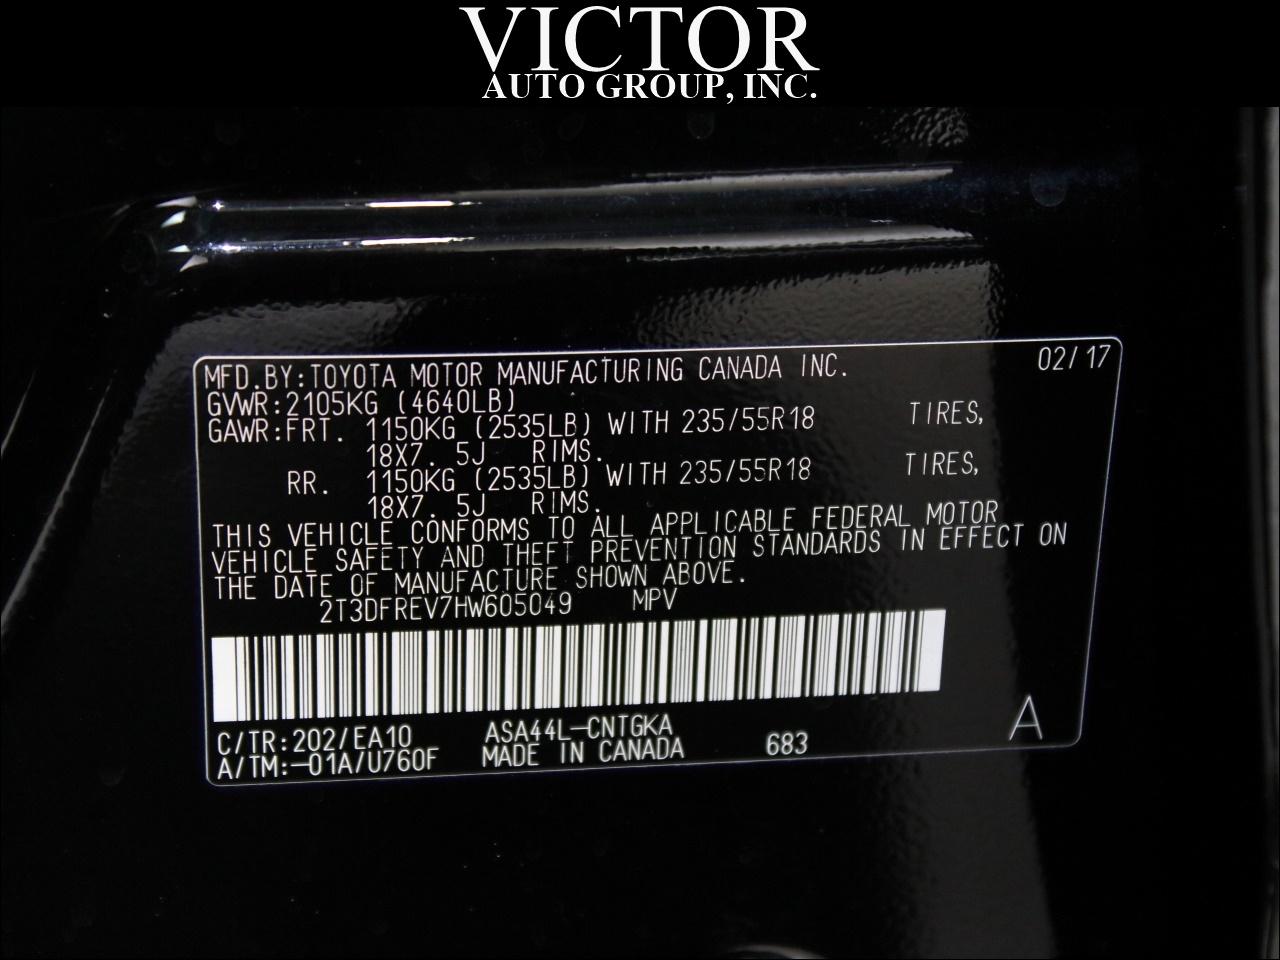 VICTOR
AUTO GROUP, INC.
MFD.BY:TOYOTA MOTOR MANUFACTURING CANADA INC. 02/17
GVWR:2105KG (4640LB)
GAWR:FRT. 1150KG (2535LB) WITH 235/55R18 TIRES,
18X7. 5J RIMS.
RR. 1150KG (2535LB) WITH 235/55R18 TIRES,
18X7. 5J RIMS.
THIS VEHICLE CONFORMS TO ALL APPLICABLE FEDERAL MOTOR
VEHICLE SAFETY AND THEFT PREVENTION STANDARDS IN EFFECT ON
THE DATE OF MANUFACTURE SHOWN ABOVE.
2T3DFREV7HW605049 MPV
C/TR:202/EA10 ASA44L-CNTGKA A
A/TM:-01A/U760F MADE IN CANADA 683